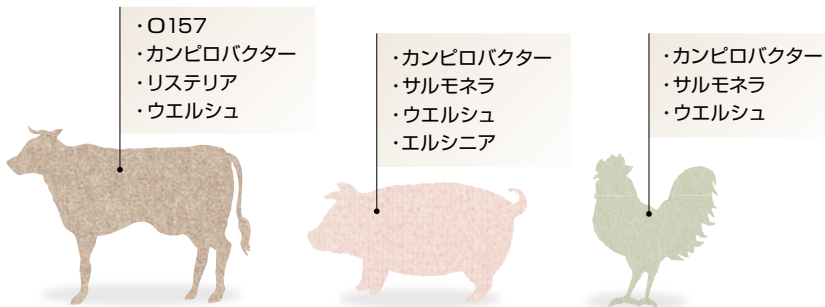 ・O157
・カンピロバクター
・リステリア
・ウエルシュ
・カンピロバクター
・サルモネラ
・ウエルシュ
・エルシニア
・カンピロバクター
・サルモネラ
・ウエルシュ